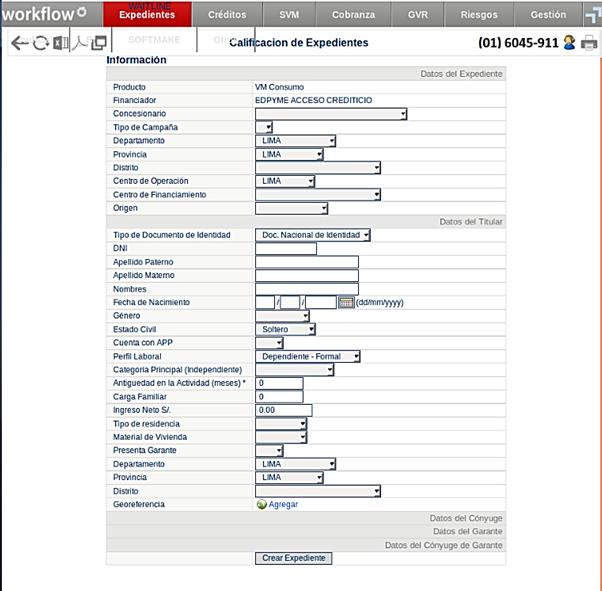 workflow
WAITLINE
Expedientes Créditos SVM Cobranza GVR Riesgos Gestión
SOFTMAKE
Calificacion de Expedientes (01) 6045-911
Información
Datos del Expediente
Producto VM Consumo
Financiador EDPYME ACCESO CREDITICIO
Concesionario
Tipo de Campaña
Departamento LIMA
Provincia LIMA
Distrito
Centro de Operación LIMA
Centro de Financiamiento
Origen
Datos del Titular
Tipo de Documento de Identidad Doc. Nacional de Identidad
DNI
Apellido Paterno
Apellido Materno
Nombres
Fecha de Nacimiento / / (dd/mm/yyyy)
Género
Estado Civil Soltero
Cuenta con APP
Perfil Laboral Dependiente - Formal
Categoria Principal (Independiente)
Antiguedad en la Actividad (meses) * 0
Carga Familiar 0
Ingreso Neto S/. 0.00
Tipo de residencia
Material de Vivienda
Presenta Garante
Departamento LIMA
Provincia LIMA
Distrito
Georeferencia Agregar
Datos del Cónyuge
Datos del Garante
Datos del Cónyuge de Garante
Crear Expediente